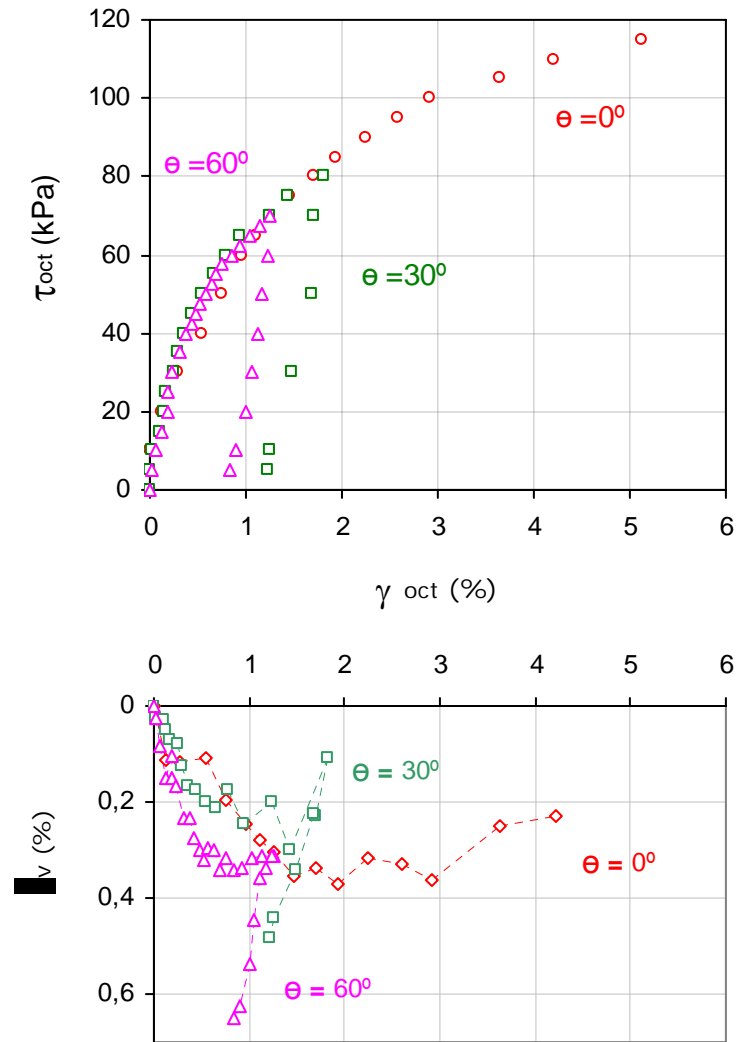 120
100
80
60
40
20
0
τoct (kPa)
ɵ =0⁰
ɵ =60⁰
ɵ =30⁰
0 1 2 3 4 5 6
γ oct (%)
0 1 2 3 4 5 6
0
0,2
0,4
0,6
v (%)
ɵ = 30⁰
ɵ = 0⁰
ɵ = 60⁰